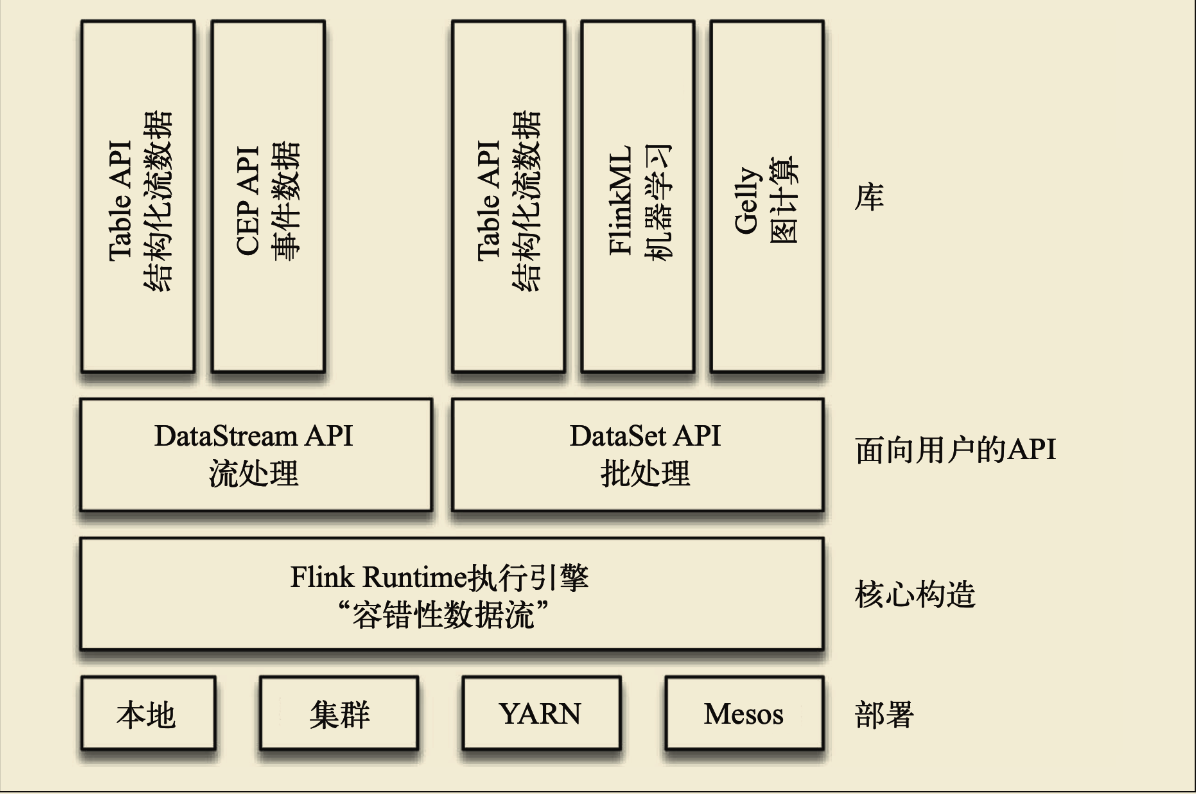 Table API
结构化流数据
CEP API
事件数据
Table API
结构化流数据
FlinkML
机器学习
Gelly
图计算
库
DataStream API
流处理
DataSet API
批处理
面向用户的API
Flink Runtime执行引擎
“容错性数据流”
核心构造
本地
集群
YARN
Mesos
部署